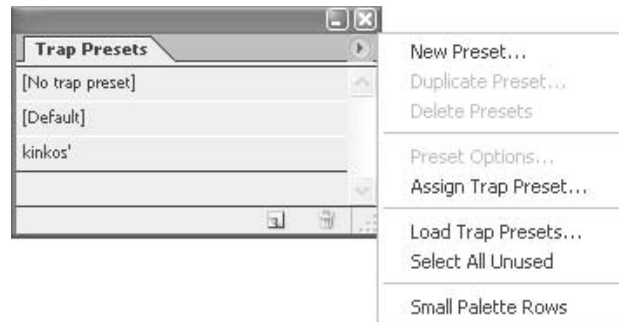 Trap Presets
[No trap preset]
[Default]
kinkos'
New Preset...
Duplicate Preset...
Delete Presets
Preset Options...
Assign Trap Preset...
Load Trap Presets...
Select All Unused
Small Palette Rows